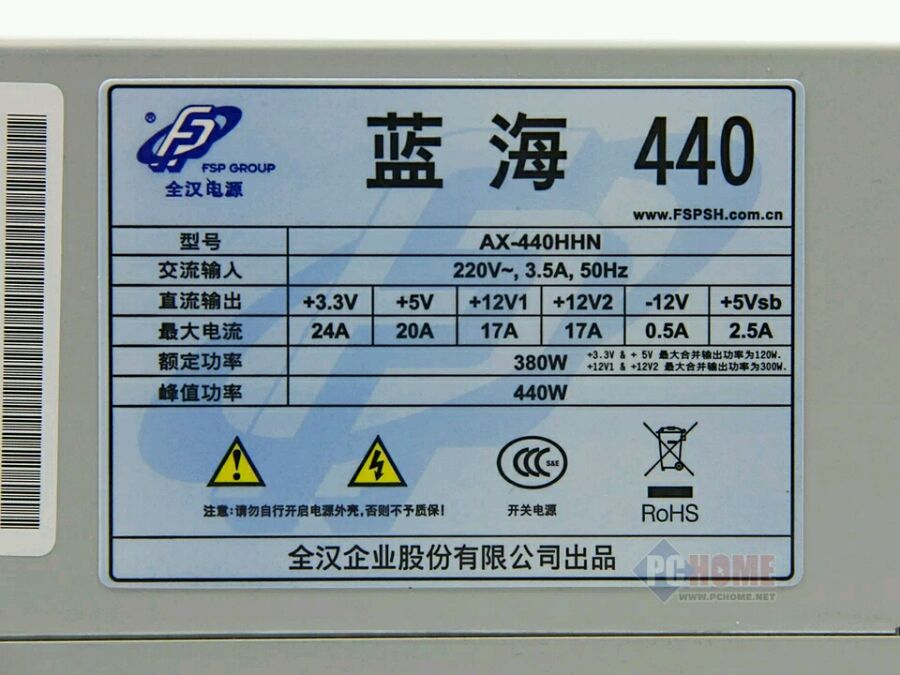 ®
FSP GROUP
全汉电源
蓝海 440
www.FSPSH.com.cn
型号 AX-440HHN
交流输入 220V~, 3.5A, 50Hz
直流输出 +3.3V +5V +12V1 +12V2 -12V +5Vsb
最大电流 24A 20A 17A 17A 0.5A 2.5A
额定功率 380W +3.3V & + 5V 最大合并输出功率为120W.
+12V1 & +12V2 最大合并输出功率为300W.
峰值功率 440W
CCC S&E
注意:请勿自行开启电源外壳,否则不予质保!
开关电源
RoHS
全汉企业股份有限公司出品
PCHOME
WWW.PCHOME.NET